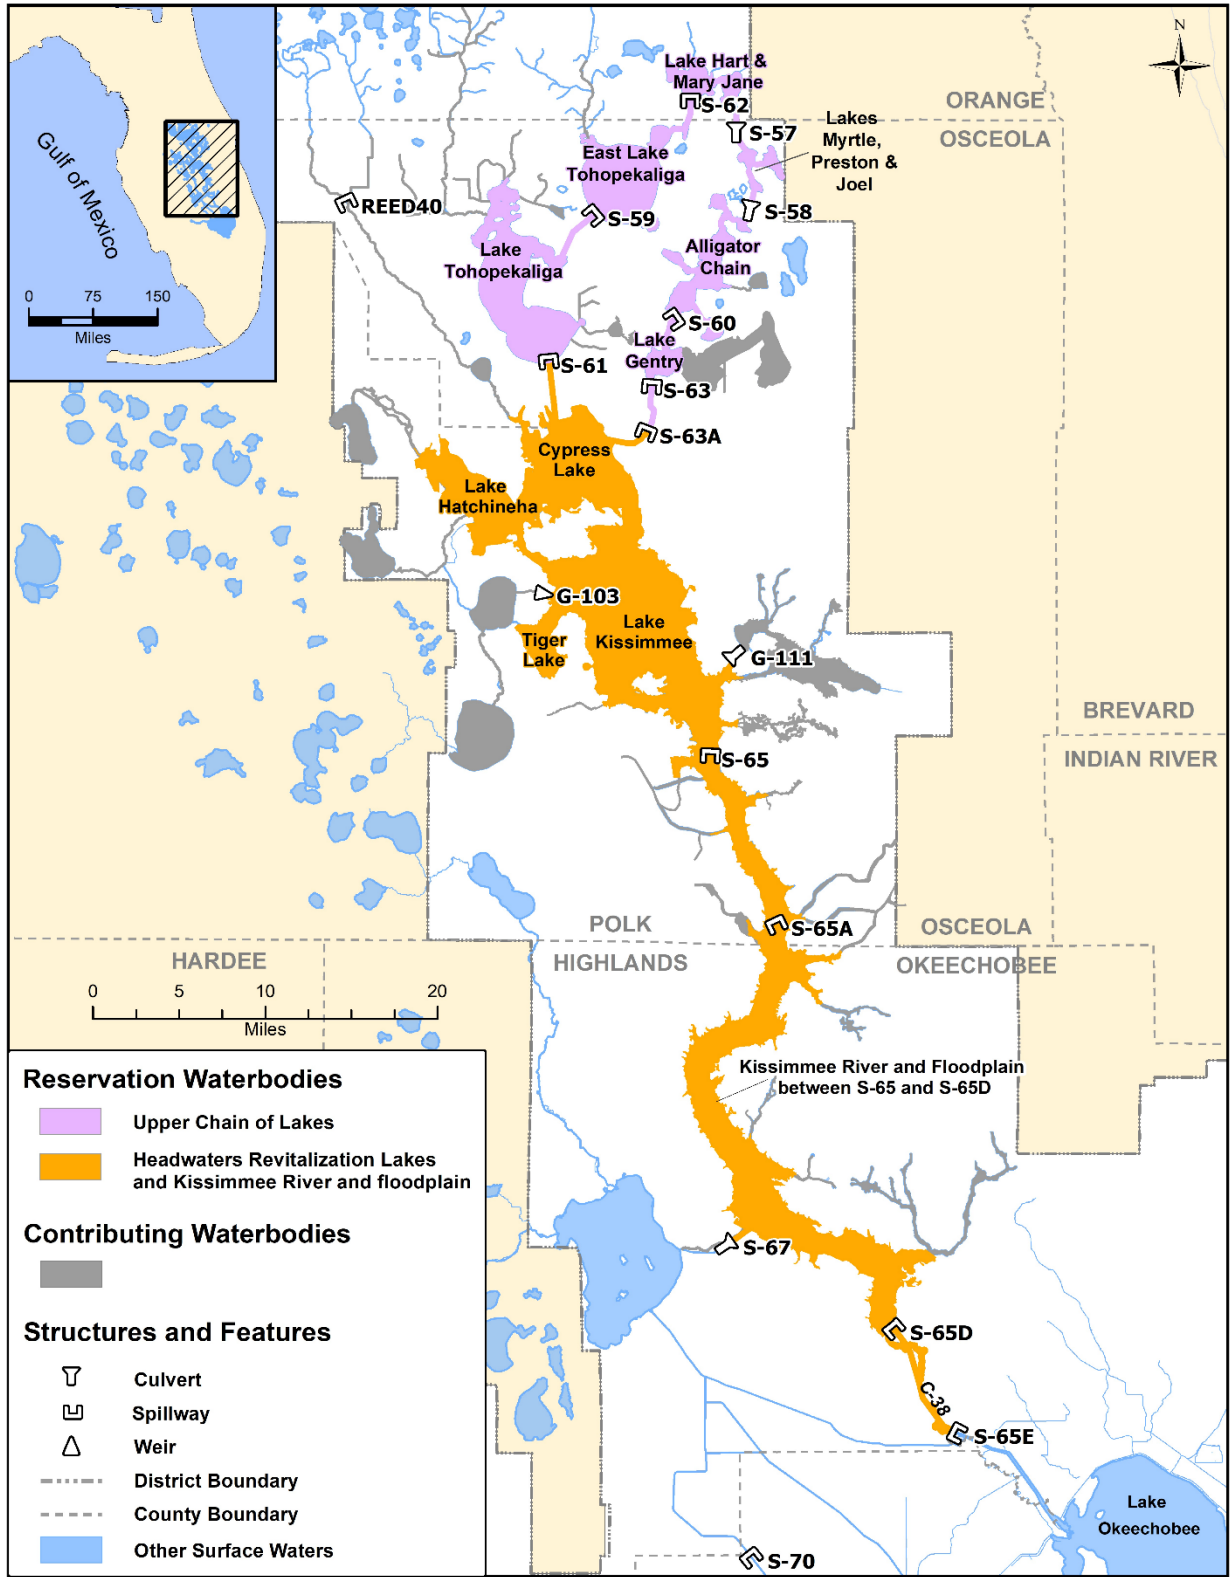 N
Gulf of Mexico
0 75 150
Miles
Lake Hart &
Mary Jane
S-62
ORANGE
OSCEOLA
S-57
Lakes
Myrtle,
Preston &
Joel
East Lake
Tohopekaliga
REED40
S-59
S-58
Lake
Tohopekaliga
Alligator
Chain
S-60
Lake
Gentry
S-61
S-63
S-63A
Cypress
Lake
Lake
Hatchineha
G-103
Lake
Kissimmee
Tiger
Lake
G-111
BREVARD
INDIAN RIVER
S-65
POLK
S-65A
OSCEOLA
HARDEE
HIGHLANDS
OKEECHOBEE
0 5 10 20
Miles
Kissimmee River and Floodplain
between S-65 and S-65D
S-67
S-65D
C-38
S-65E
Lake
Okeechobee
S-70
Reservation Waterbodies
Upper Chain of Lakes
Headwaters Revitalization Lakes
and Kissimmee River and floodplain
Contributing Waterbodies
Structures and Features
Culvert
Spillway
Weir
District Boundary
County Boundary
Other Surface Waters